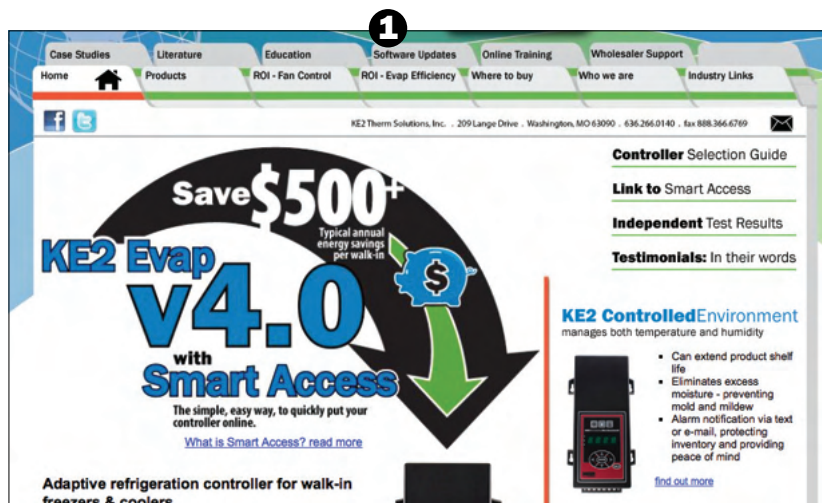 1
Case Studies Literature Education Software Updates Online Training Wholesaler Support
Home Products ROI - Fan Control ROI - Evap Efficiency Where to buy Who we are Industry Links
KE2 Therm Solutions, Inc. . 209 Lange Drive . Washington, MO 63090 . 636.266.0140 . fax 888.366.6769
Controller Selection Guide
Link to Smart Access
Independent Test Results
Testimonials: In their words
Save $500+
Typical annual
energy savings
per walk-in
$
KE2 Evap
v4.0
with
Smart Access
The simple, easy way, to quickly put your
controller online.
What is Smart Access? read more
Adaptive refrigeration controller for walk-in
freezers & coolers
KE2 ControlledEnvironment
manages both temperature and humidity
▪ Can extend product shelf
life
▪ Eliminates excess
moisture - preventing
mold and mildew
▪ Alarm notification via text
or e-mail, protecting
inventory and providing
peace of mind
find out more